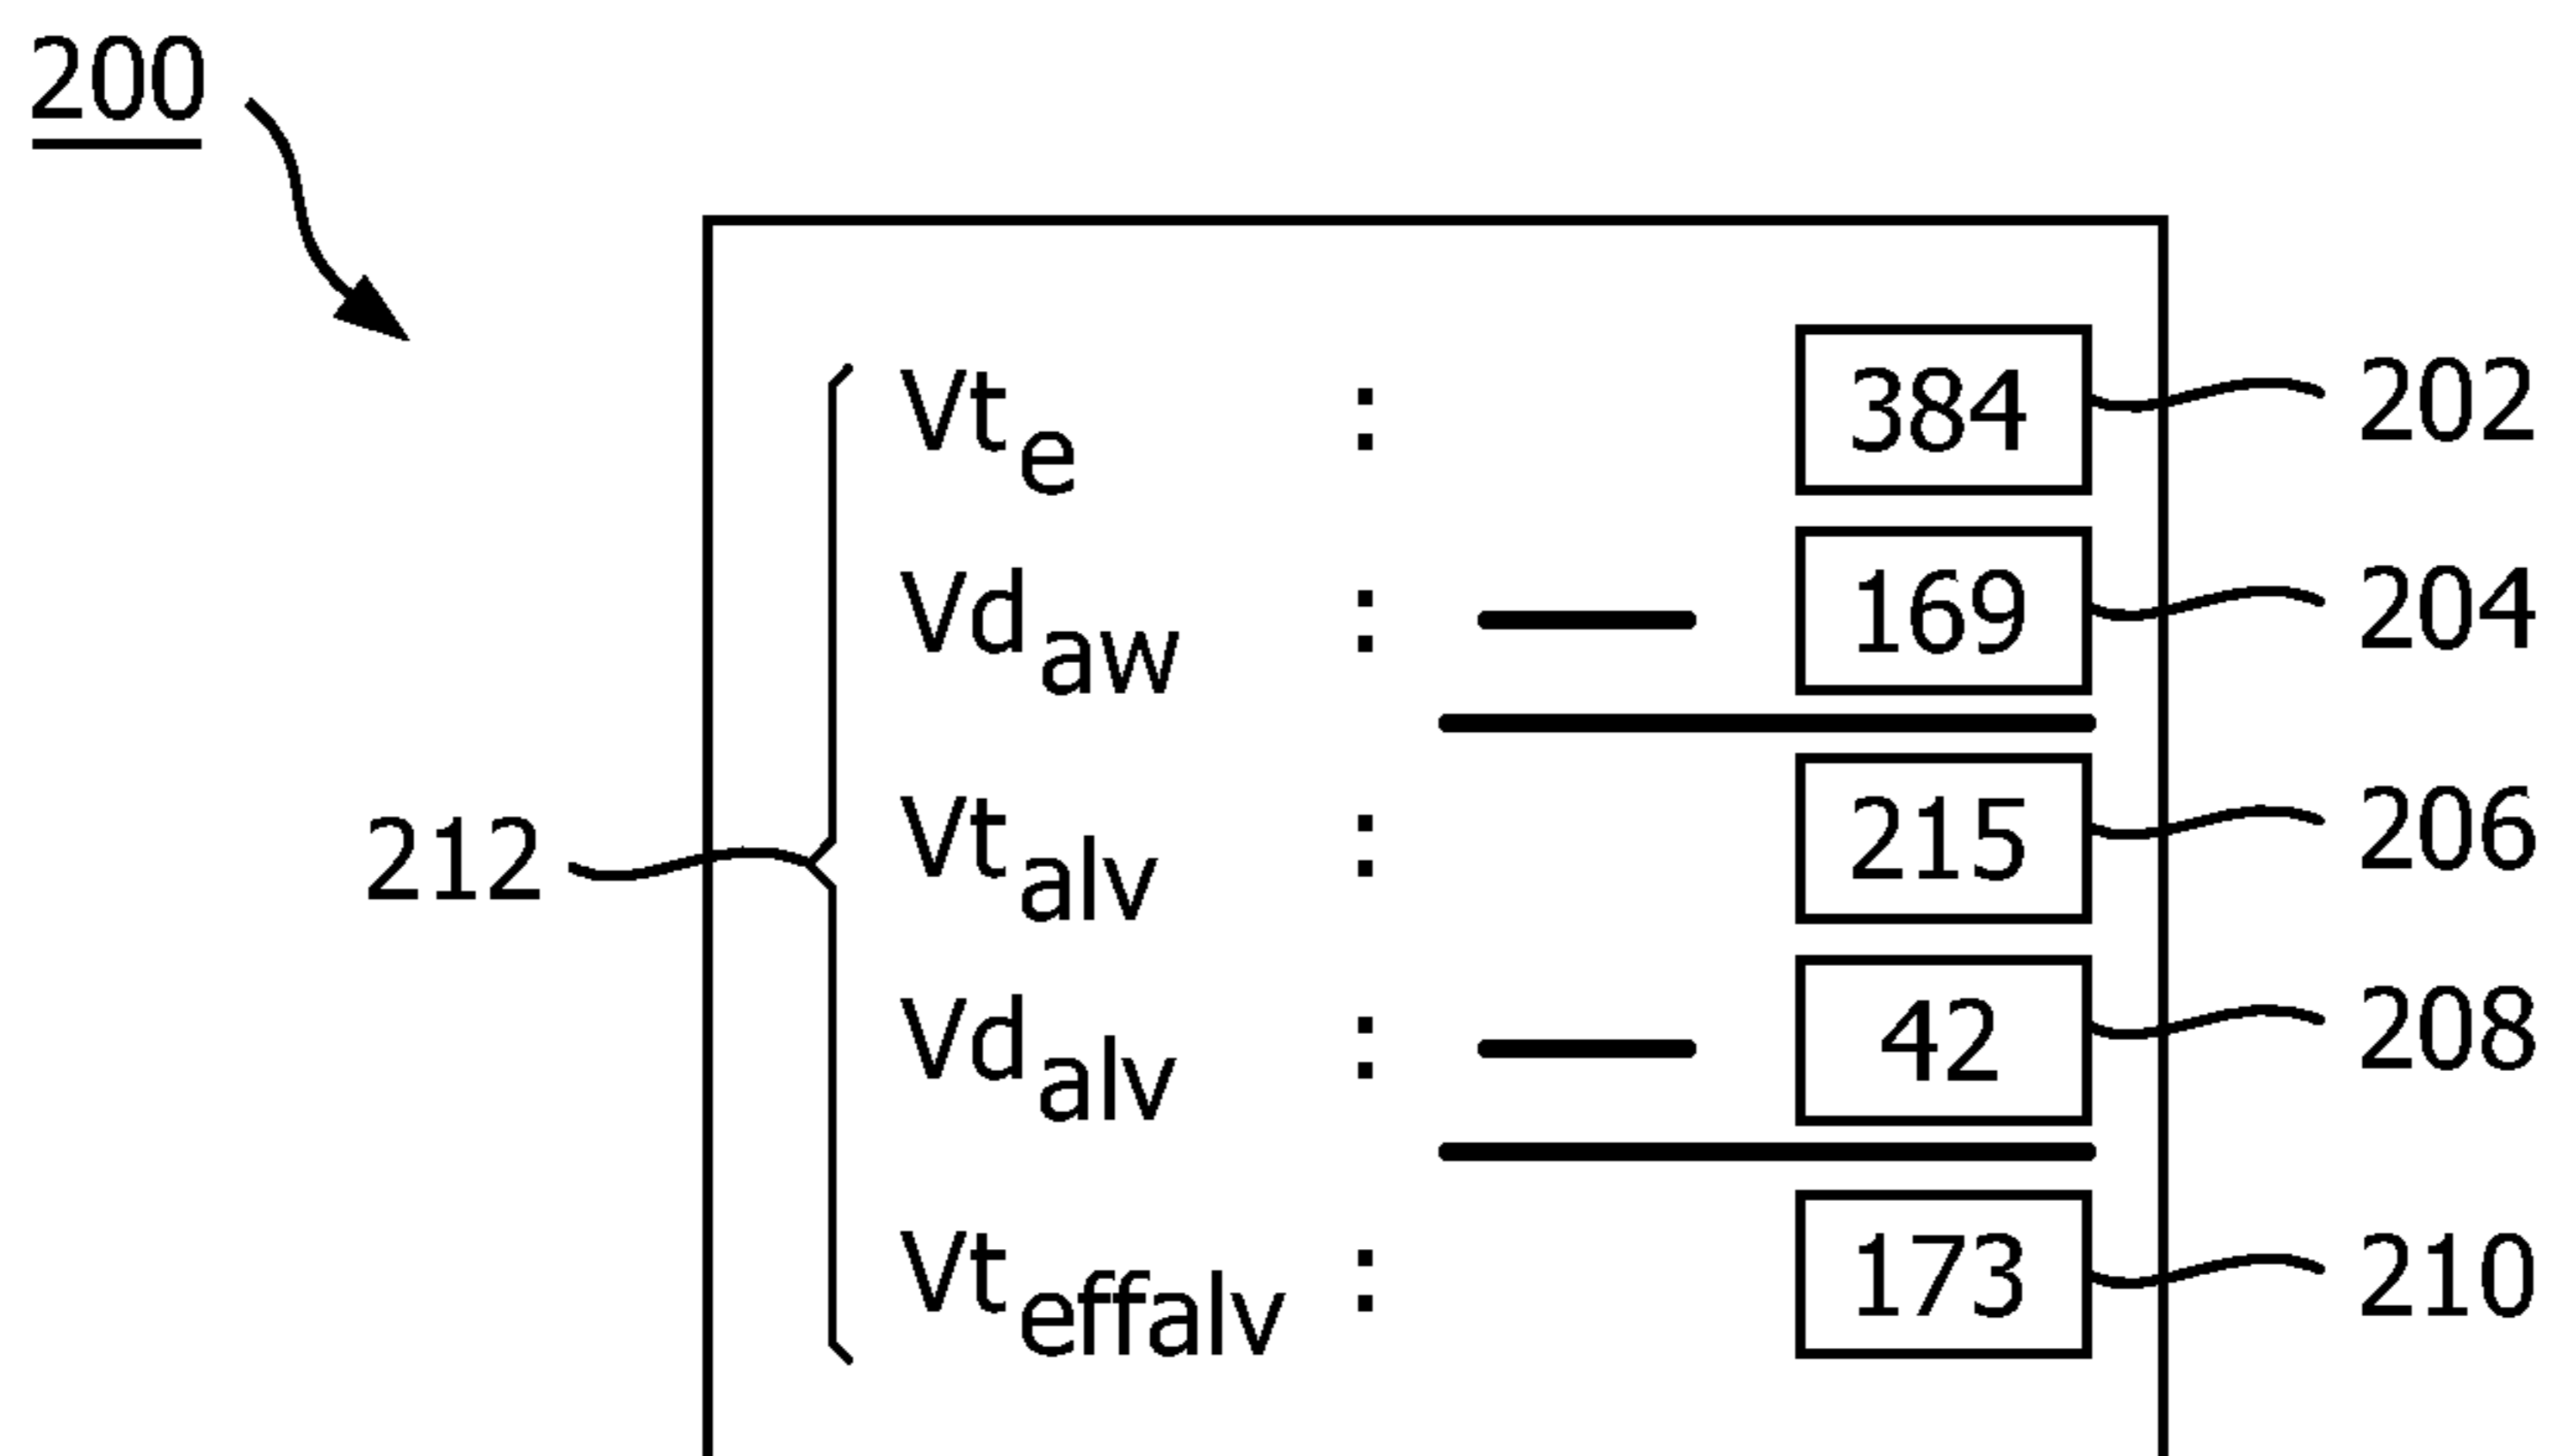 200
Vte : 384 202
Vdaw : — 169 204
Vtalv : 215 206
212
Vdalv : — 42 208
Vteffalv : 173 210